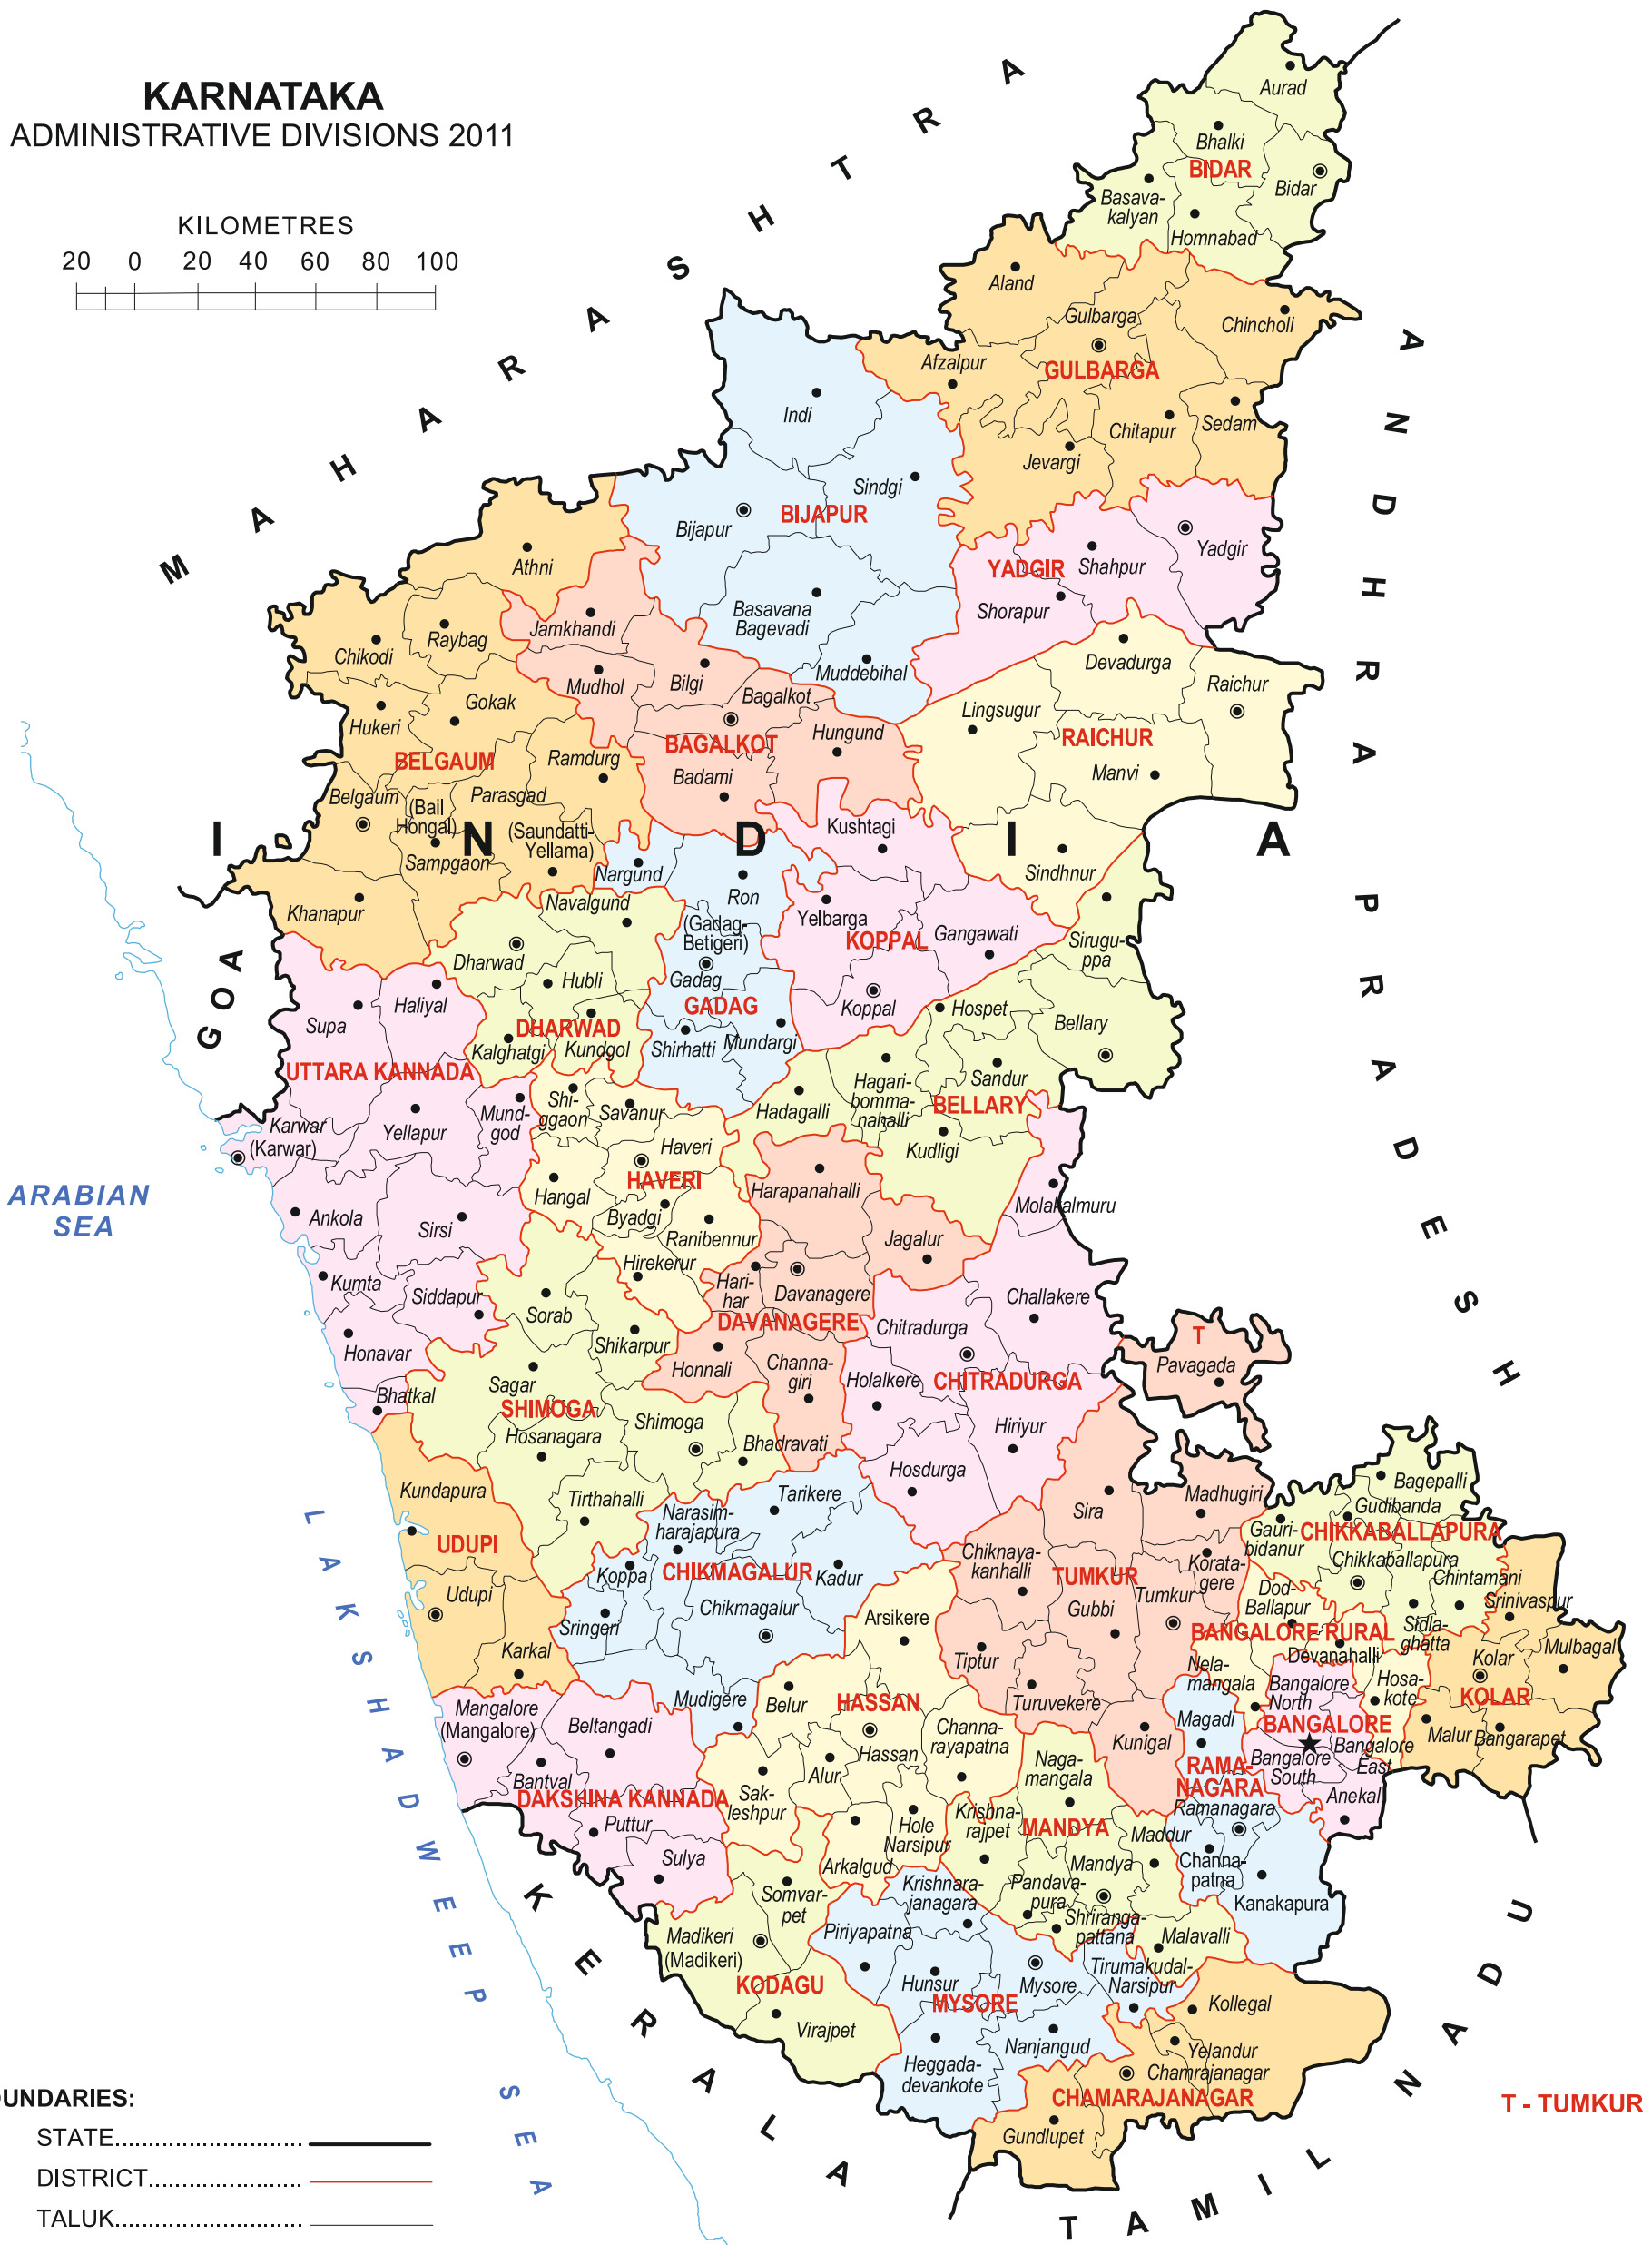 KARNATAKA
ADMINISTRATIVE DIVISIONS 2011
KILOMETRES
20 0 20 40 60 80 100
MAHARASHTRA
ANDHRA PRADESH
GOA
INDIA
KERALA
TAMIL NADU
ARABIAN
SEA
LAKSHADWEEP SEA
Aurad
Bhalki
BIDAR
Bidar
Basava-
kalyan
Homnabad
Aland
Gulbarga
Chincholi
Afzalpur
GULBARGA
Chitapur
Sedam
Jevargi
Indi
Sindgi
Bijapur
BIJAPUR
Basavana
Bagevadi
Muddebihal
YADGIR
Shahpur
Yadgir
Shorapur
Athni
Raybag
Chikodi
Gokak
Hukeri
BELGAUM
Ramdurg
Belgaum
(Bail
Hongal)
Parasgad
(Saundatti-
Yellama)
Sampgaon
Khanapur
Jamkhandi
Mudhol
Bilgi
Bagalkot
BAGALKOT
Hungund
Badami
Devadurga
Raichur
Lingsugur
RAICHUR
Manvi
Sindhnur
Kushtagi
Yelbarga
KOPPAL
Gangawati
Koppal
Nargund
Ron
(Gadag-
Betigeri)
Gadag
GADAG
Shirhatti
Mundargi
Navalgund
Dharwad
Hubli
DHARWAD
Kalghatgi
Kundgol
Sirugu-
ppa
Hospet
Bellary
Sandur
Hagari-
bomma-
nahalli
BELLARY
Hadagalli
Kudligi
Supa
Haliyal
UTTARA KANNADA
Karwar
(Karwar)
Yellapur
Mund-
god
Ankola
Sirsi
Kumta
Siddapur
Honavar
Bhatkal
Shi-
ggaon
Savanur
Haveri
HAVERI
Hangal
Byadgi
Ranibennur
Hirekerur
Harapanahalli
Jagalur
Hari-
har
Davanagere
DAVANAGERE
Honnali
Channa-
giri
Molakalmuru
Challakere
Chitradurga
CHITRADURGA
Holalkere
Hiriyur
Hosdurga
Sorab
Shikarpur
Sagar
SHIMOGA
Shimoga
Hosanagara
Bhadravati
Tirthahalli
Kundapura
UDUPI
Udupi
Karkal
Tarikere
Narasim-
harajapura
Koppa
CHIKMAGALUR
Kadur
Chikmagalur
Sringeri
Mudigere
T
Pavagada
Sira
Madhugiri
Chiknaya-
kanhalli
TUMKUR
Korata-
gere
Tumkur
Gubbi
Tiptur
Turuvekere
Kunigal
Bagepalli
Gudibanda
Gauri-
bidanur
CHIKKABALLAPURA
Chikkaballapura
Chintamani
Sidla-
ghatta
Dod-
Ballapur
BANGALORE RURAL
Devanahalli
Nela-
mangala
Hosa-
kote
Srinivaspur
Mulbagal
Kolar
KOLAR
Malur
Bangarapet
Bangalore
North
BANGALORE
Bangalore
East
Bangalore
South
Anekal
Magadi
RAMA-
NAGARA
Ramanagara
Channa-
patna
Kanakapura
Arsikere
Belur
HASSAN
Channa-
rayapatna
Hassan
Alur
Sak-
leshpur
Hole
Narsipur
Arkalgud
Mangalore
(Mangalore)
Beltangadi
Bantval
DAKSHINA KANNADA
Puttur
Sulya
Naga-
mangala
Krishna-
rajpet
MANDYA
Maddur
Mandya
Pandava-
pura
Shriranga-
pattana
Malavalli
Somvar-
pet
Madikeri
(Madikeri)
KODAGU
Virajpet
Krishnara-
janagara
Piriyapatna
Hunsur
Mysore
MYSORE
Tirumakudal-
Narsipur
Nanjangud
Heggada-
devankote
Kollegal
Yelandur
Chamrajanagar
CHAMARAJANAGAR
Gundlupet
T - TUMKUR
UNDARIES:
STATE
DISTRICT
TALUK